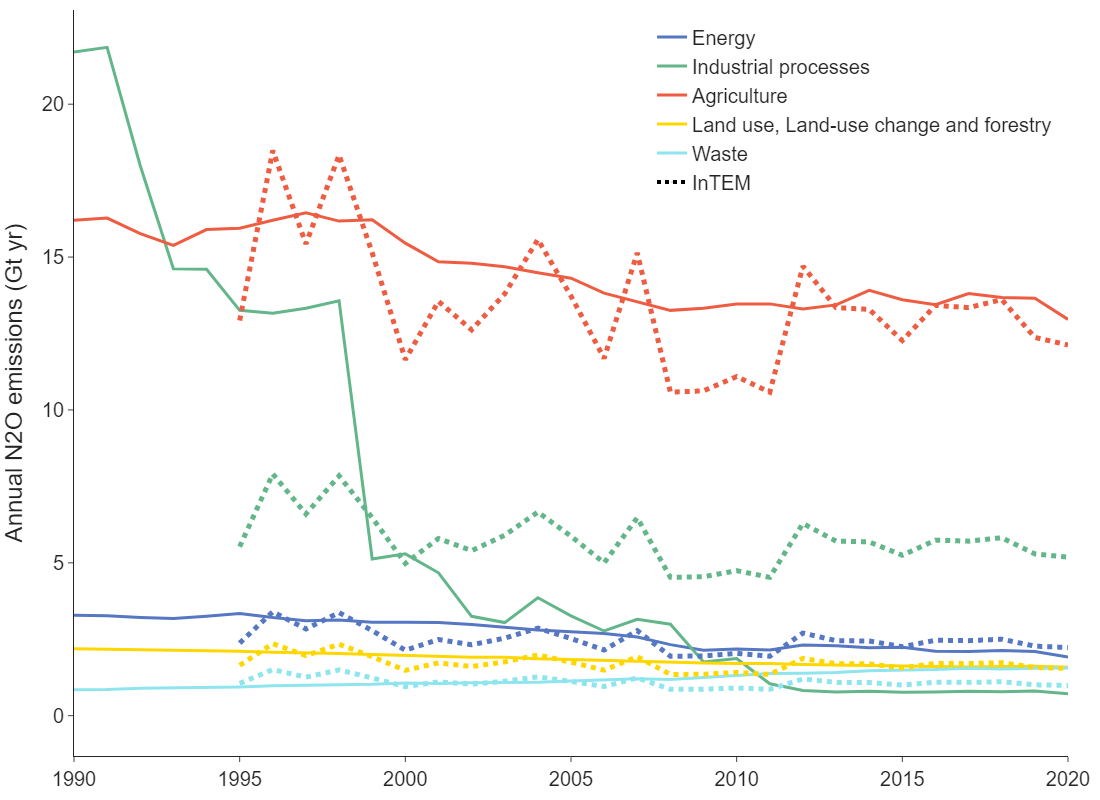 Energy
Industrial processes
Agriculture
Land use, Land-use change and forestry
Waste
InTEM
Annual N2O emissions (Gt yr)
20
15
10
5
0
1990 1995 2000 2005 2010 2015 2020